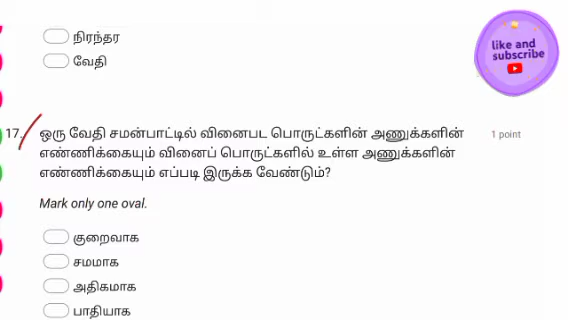 நிரந்தர
வேதி
like and
subscribe
17. ஒரு வேதி சமன்பாட்டில் வினைபட பொருட்களின் அணுக்களின் 1 point
எண்ணிக்கையும் வினைப் பொருட்களில் உள்ள அணுக்களின்
எண்ணிக்கையும் எப்படி இருக்க வேண்டும்?
Mark only one oval.
குறைவாக
சமமாக
அதிகமாக
பாதியாக